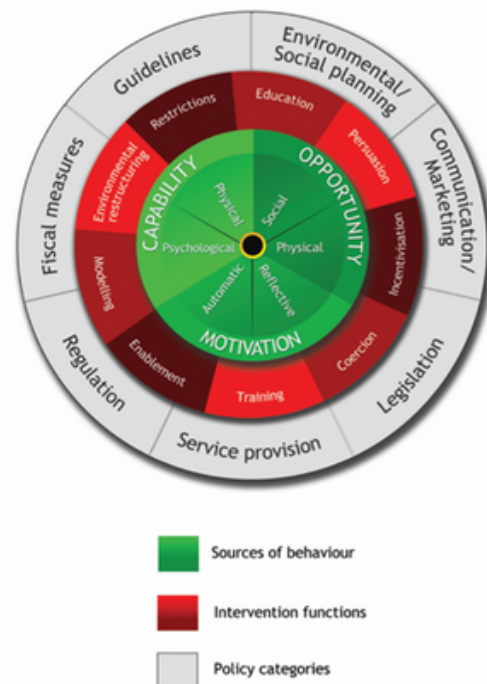 Guidelines
Environmental/
Social planning
Communication/
Marketing
Legislation
Service provision
Regulation
Fiscal measures
Restrictions
Education
Persuasion
Incentivisation
Coercion
Training
Enablement
Modelling
Environmental
restructuring
CAPABILITY
OPPORTUNITY
MOTIVATION
Physical
Social
Physical
Reflective
Automatic
Psychological
Sources of behaviour
Intervention functions
Policy categories